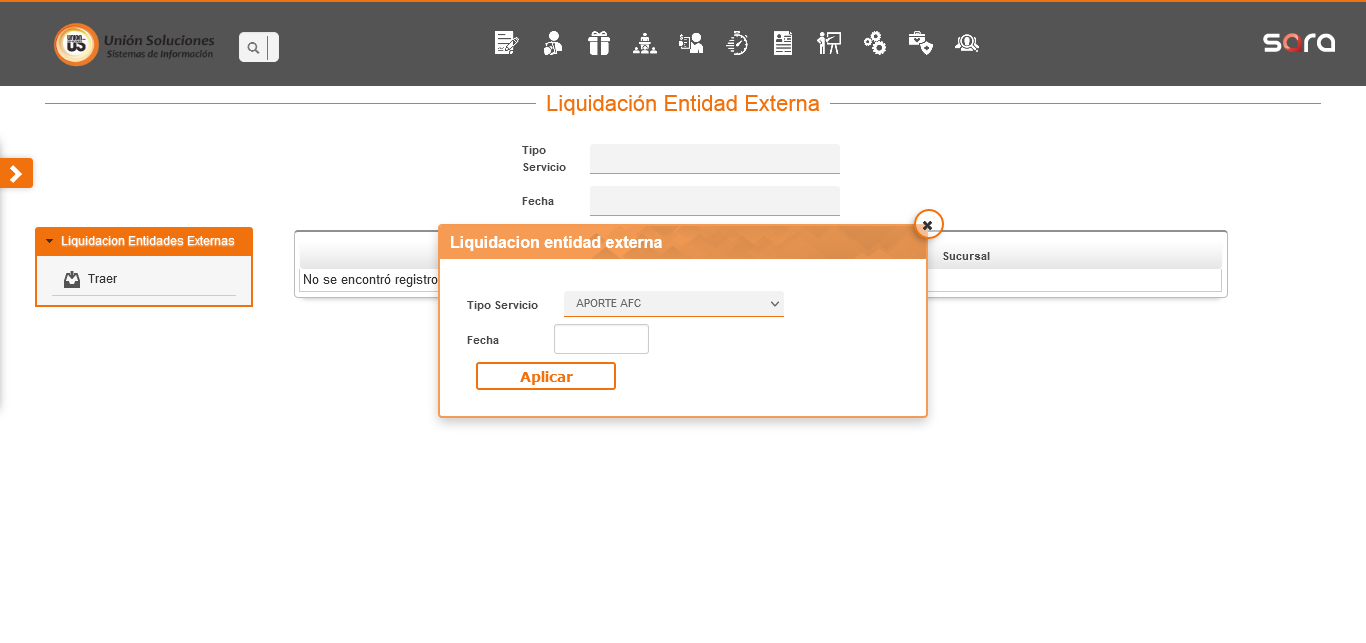 UNION
US
Unión Soluciones
Sistemas de Información
sara
Liquidación Entidad Externa
Tipo
Servicio
Fecha
Liquidacion Entidades Externas
Traer
Sucursal
No se encontró registro
Liquidacion entidad externa
Tipo Servicio
APORTE AFC
Fecha
Aplicar